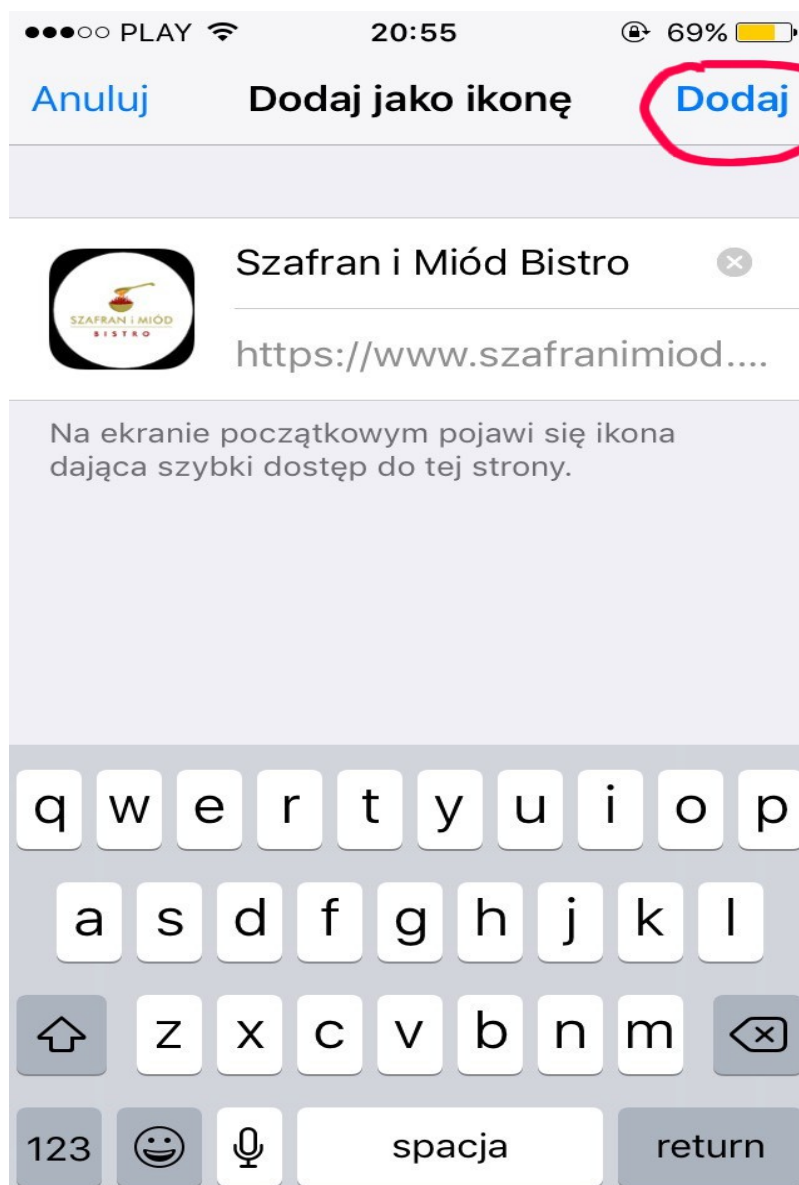 PLAY 20:55 69%
Anuluj Dodaj jako ikonę Dodaj
Szafran i Miód Bistro
SZAFRAN i MIÓD
BISTRO
https://www.szafranimiod....
Na ekranie początkowym pojawi się ikona
dająca szybki dostęp do tej strony.
q w e r t y u i o p
a s d f g h j k l
z x c v b n m
123 spacja return